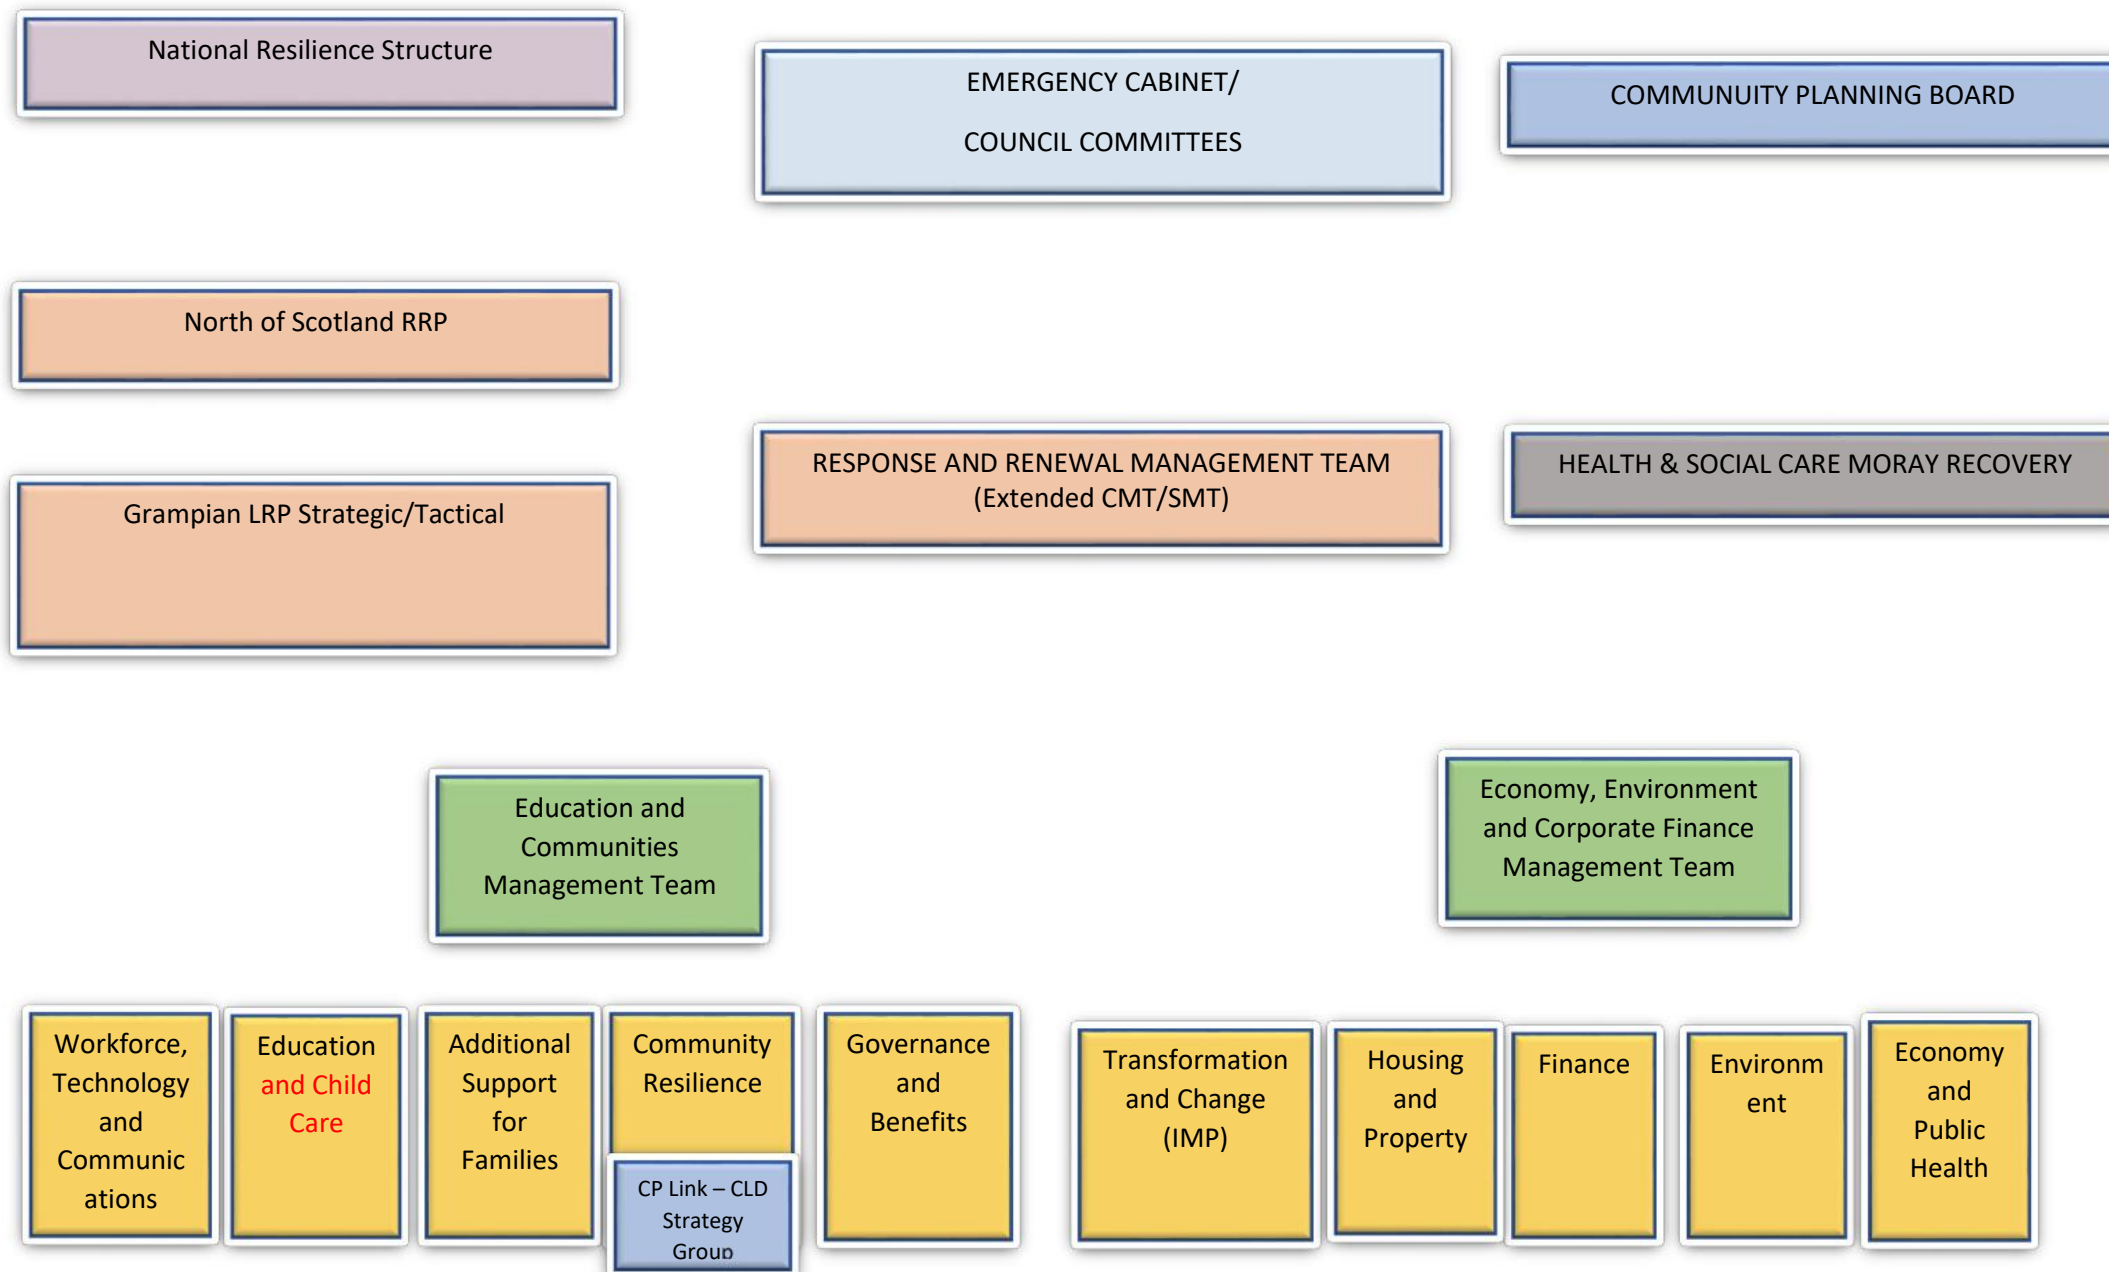 National Resilience Structure
EMERGENCY CABINET/
COUNCIL COMMITTEES
COMMUNUITY PLANNING BOARD
North of Scotland RRP
Grampian LRP Strategic/Tactical
RESPONSE AND RENEWAL MANAGEMENT TEAM
(Extended CMT/SMT)
HEALTH & SOCIAL CARE MORAY RECOVERY
Education and
Communities
Management Team
Economy, Environment
and Corporate Finance
Management Team
Workforce,
Technology
and
Communic
ations
Education
and Child
Care
Additional
Support
for
Families
Community
Resilience
CP Link – CLD
Strategy
Group
Governance
and
Benefits
Transformation
and Change
(IMP)
Housing
and
Property
Finance
Environm
ent
Economy
and
Public
Health